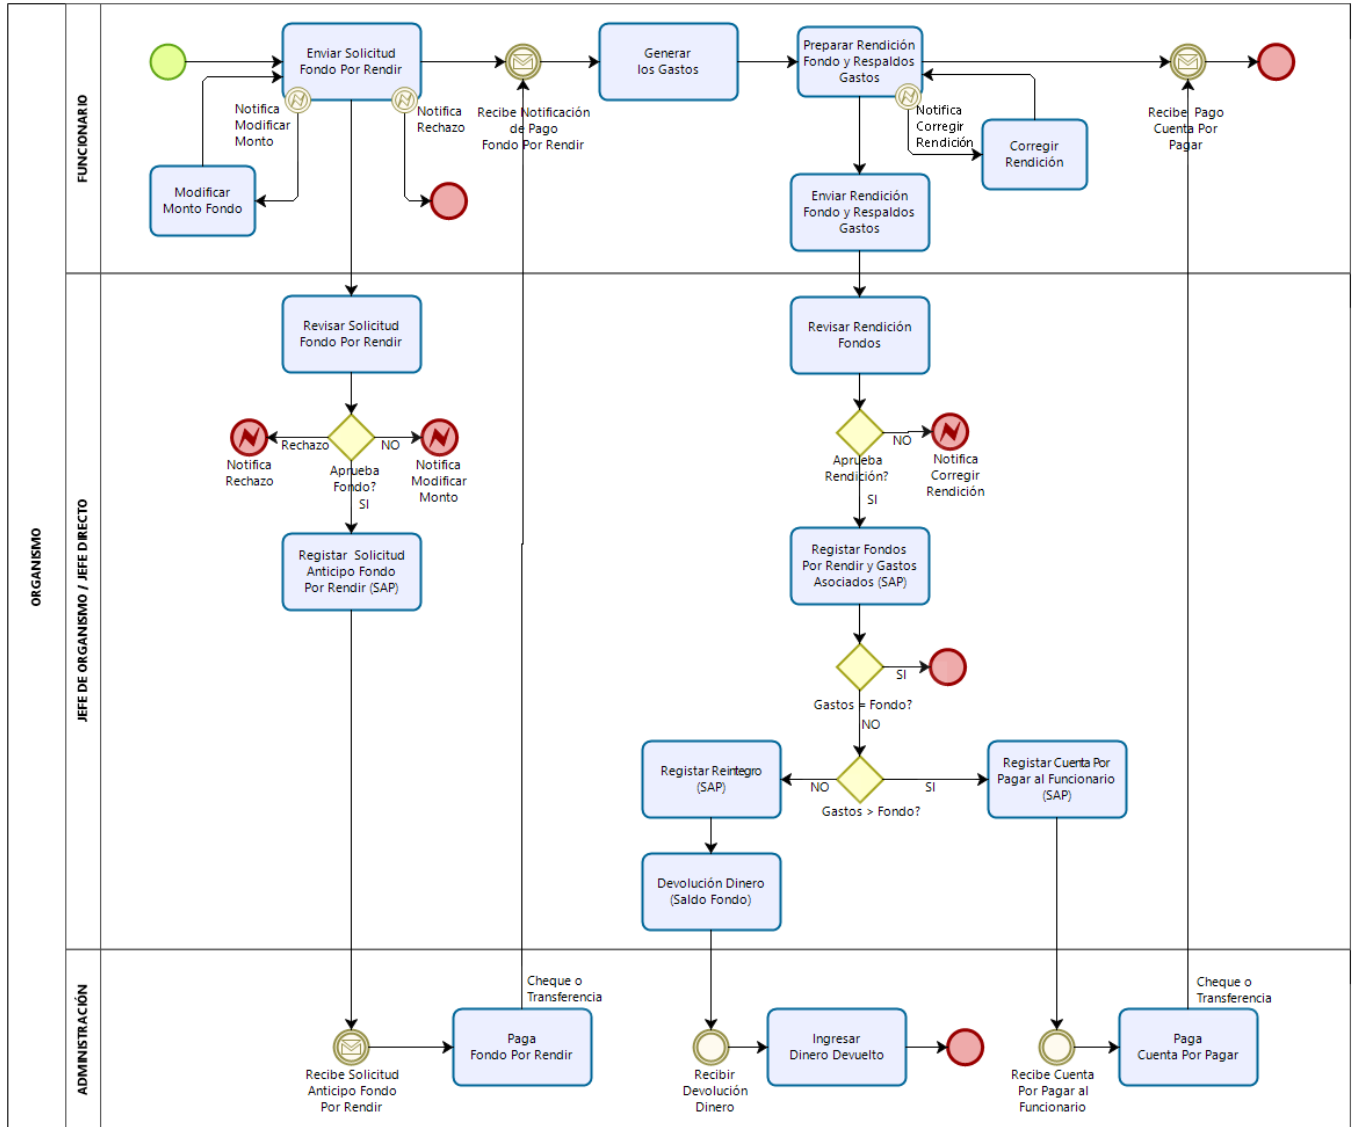 ORGANISMO
FUNCIONARIO
Enviar Solicitud
Fondo Por Rendir
Notifica
Modificar
Monto
Notifica
Rechazo
Modificar
Monto Fondo
Recibe Notificación
de Pago
Fondo Por Rendir
Generar
los Gastos
Preparar Rendición
Fondo y Respaldos
Gastos
Notifica
Corregir
Rendición
Corregir
Rendición
Enviar Rendición
Fondo y Respaldos
Gastos
Recibe Pago
Cuenta Por
Pagar
JEFE DE ORGANISMO / JEFE DIRECTO
Revisar Solicitud
Fondo Por Rendir
Rechazo
NO
Notifica
Rechazo
Aprueba
Fondo?
Notifica
Modificar
Monto
SI
Registar Solicitud
Anticipo Fondo
Por Rendir (SAP)
Revisar Rendición
Fondos
NO
Aprueba
Rendición?
Notifica
Corregir
Rendición
SI
Registar Fondos
Por Rendir y Gastos
Asociados (SAP)
SI
Gastos = Fondo?
NO
Registar Reintegro
(SAP)
NO
SI
Gastos > Fondo?
Registar Cuenta Por
Pagar al Funcionario
(SAP)
Devolución Dinero
(Saldo Fondo)
ADMINISTRACIÓN
Recibe Solicitud
Anticipo Fondo
Por Rendir
Paga
Fondo Por Rendir
Cheque o
Transferencia
Recibir
Devolución
Dinero
Ingresar
Dinero Devuelto
Recibe Cuenta
Por Pagar al
Funcionario
Paga
Cuenta Por Pagar
Cheque o
Transferencia